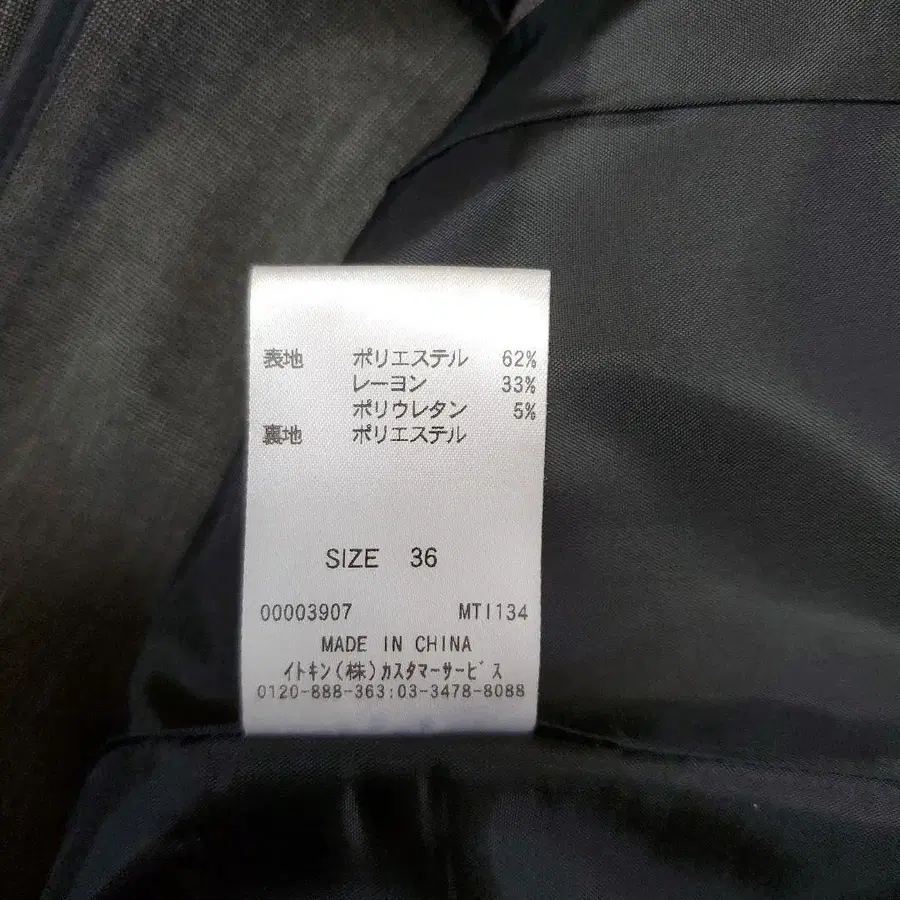 表地 ポリエステル 62%
レーヨン 33%
ポリウレタン 5%
裏地 ポリエステル
SIZE 36
00003907 MTI134
MADE IN CHINA
イトキン(株)カスタマーサービス
0120-888-363:03-3478-8088